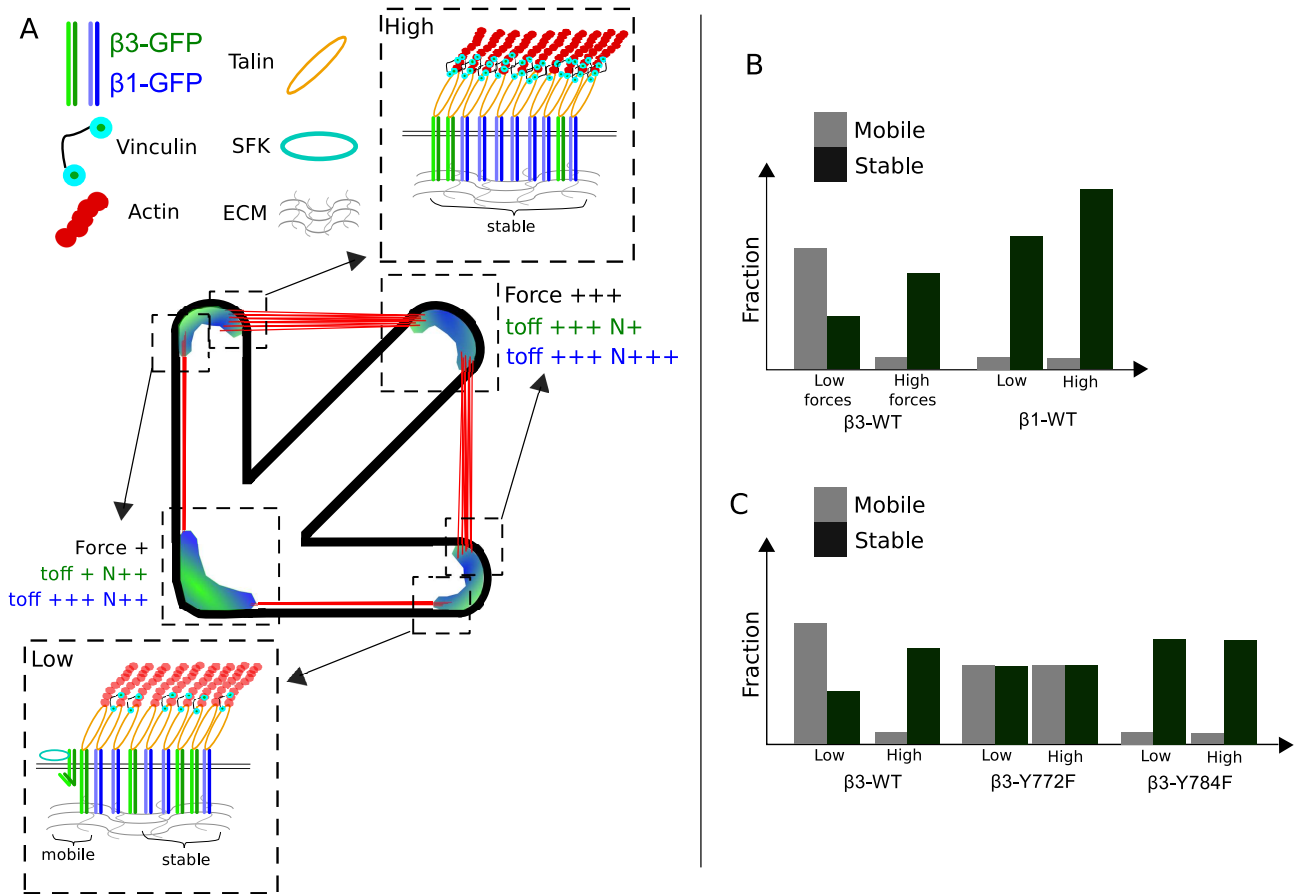 A
β3-GFP
β1-GFP
Talin
Vinculin
SFK
Actin
ECM
High
stable
Force +++
toff +++ N+
toff +++ N+++
Force +
toff + N++
toff +++ N++
Low
mobile
stable
B
Mobile
Stable
Fraction
Low forces
High forces
Low
High
β3-WT
β1-WT
C
Mobile
Stable
Fraction
Low
High
Low
High
Low
High
β3-WT
β3-Y772F
β3-Y784F